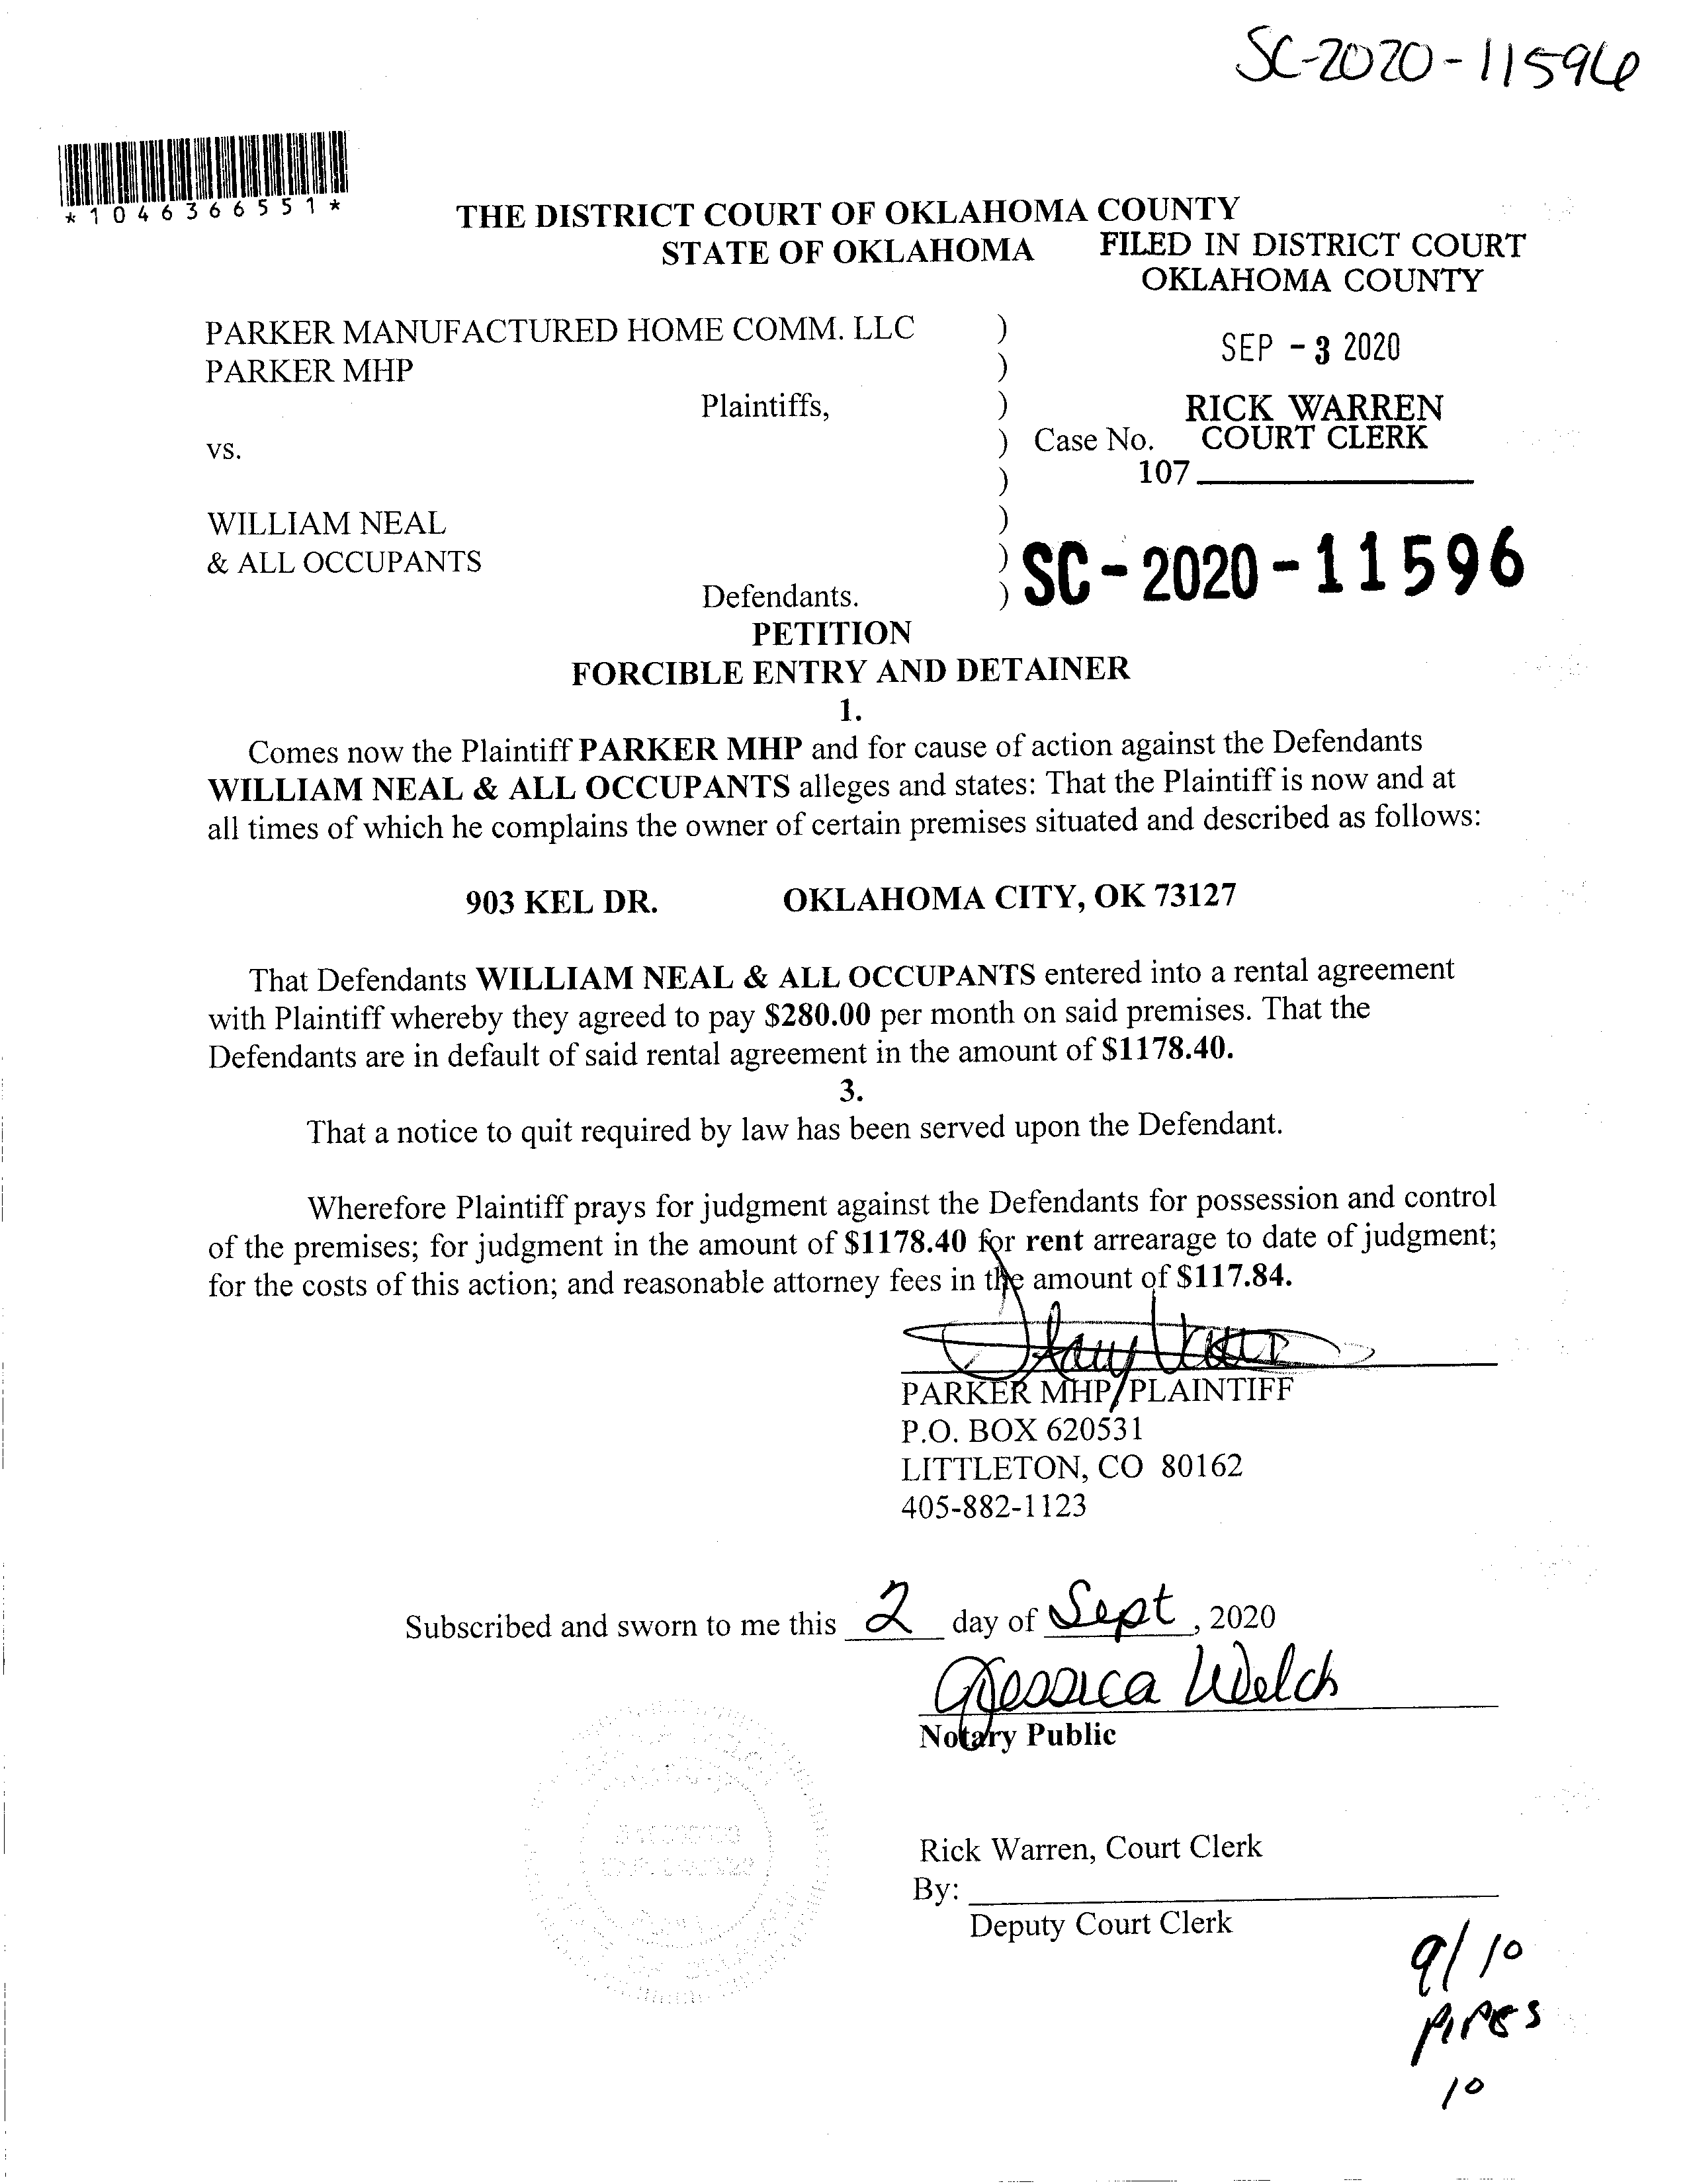 SC-2020-11596
*1046366551*
THE DISTRICT COURT OF OKLAHOMA COUNTY
STATE OF OKLAHOMA
FILED IN DISTRICT COURT
OKLAHOMA COUNTY
PARKER MANUFACTURED HOME COMM. LLC )
PARKER MHP )
SEP - 3 2020
Plaintiffs, )
RICK WARREN
vs. ) Case No. COURT CLERK
) 107
WILLIAM NEAL )
& ALL OCCUPANTS ) SC-2020-11596
Defendants. )
PETITION
FORCIBLE ENTRY AND DETAINER
1.
Comes now the Plaintiff PARKER MHP and for cause of action against the Defendants
WILLIAM NEAL & ALL OCCUPANTS alleges and states: That the Plaintiff is now and at
all times of which he complains the owner of certain premises situated and described as follows:
903 KEL DR. OKLAHOMA CITY, OK 73127
That Defendants WILLIAM NEAL & ALL OCCUPANTS entered into a rental agreement
with Plaintiff whereby they agreed to pay $280.00 per month on said premises. That the
Defendants are in default of said rental agreement in the amount of $1178.40.
3.
That a notice to quit required by law has been served upon the Defendant.
Wherefore Plaintiff prays for judgment against the Defendants for possession and control
of the premises; for judgment in the amount of $1178.40 for rent arrearage to date of judgment;
for the costs of this action; and reasonable attorney fees in the amount of $117.84.
PARKER MHP/PLAINTIFF
P.O. BOX 620531
LITTLETON, CO 80162
405-882-1123
Subscribed and sworn to me this 2 day of Sept, 2020
Jessica Welch
Notary Public
Rick Warren, Court Clerk
By:
Deputy Court Clerk
9/10
10